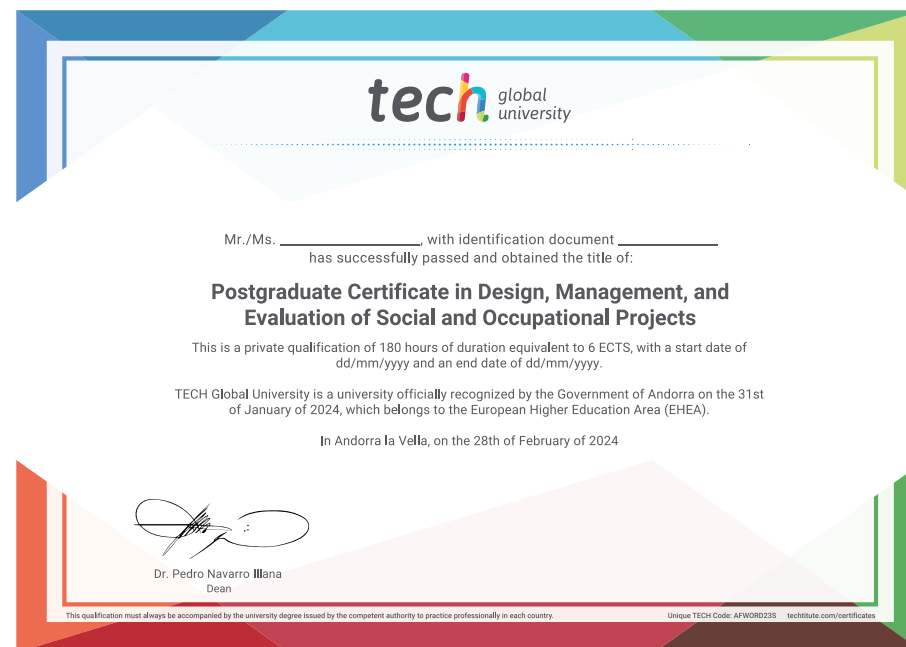 tech global
university
Mr./Ms. ____________, with identification document ____________
has successfully passed and obtained the title of:
Postgraduate Certificate in Design, Management, and
Evaluation of Social and Occupational Projects
This is a private qualification of 180 hours of duration equivalent to 6 ECTS, with a start date of
dd/mm/yyyy and an end date of dd/mm/yyyy.
TECH Global University is a university officially recognized by the Government of Andorra on the 31st
of January of 2024, which belongs to the European Higher Education Area (EHEA).
In Andorra la Vella, on the 28th of February of 2024
Dr. Pedro Navarro Illana
Dean
This qualification must always be accompanied by the university degree issued by the competent authority to practice professionally in each country.
Unique TECH Code: AFWORD23S techtitute.com/certificates